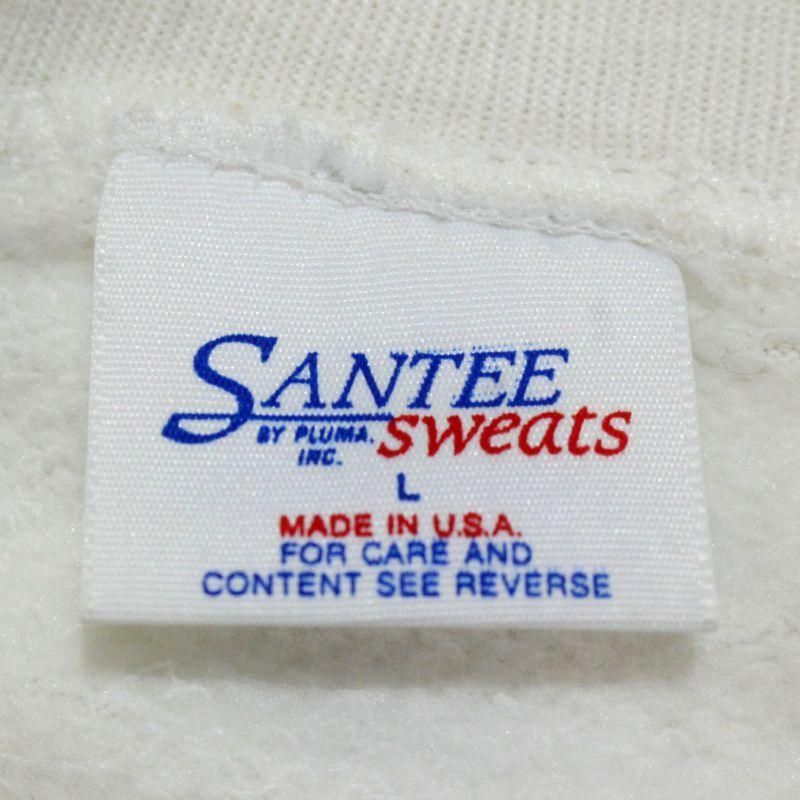 SANTEE
BY PLUMA, sweats
INC.
L
MADE IN U.S.A.
FOR CARE AND
CONTENT SEE REVERSE